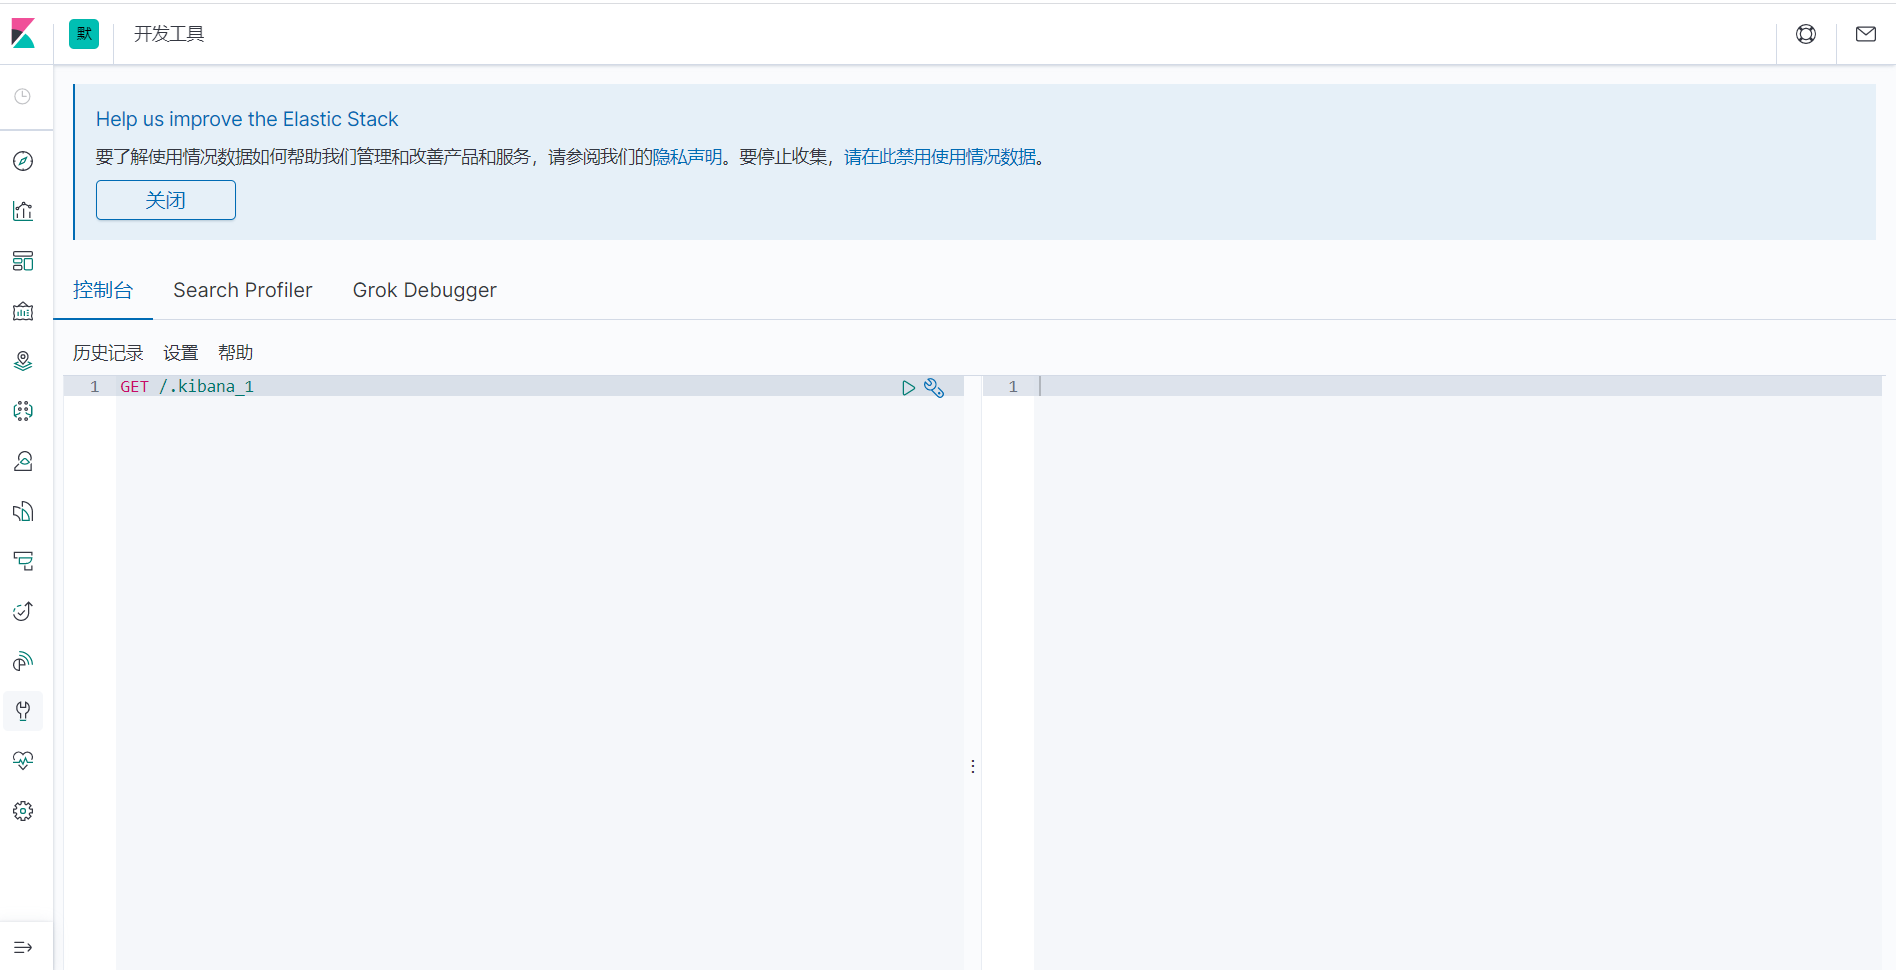 默 开发工具
Help us improve the Elastic Stack
要了解使用情况数据如何帮助我们管理和改善产品和服务，请参阅我们的隐私声明。要停止收集，请在此禁用使用情况数据。
关闭
控制台 Search Profiler Grok Debugger
历史记录 设置 帮助
1 GET /.kibana_1 1